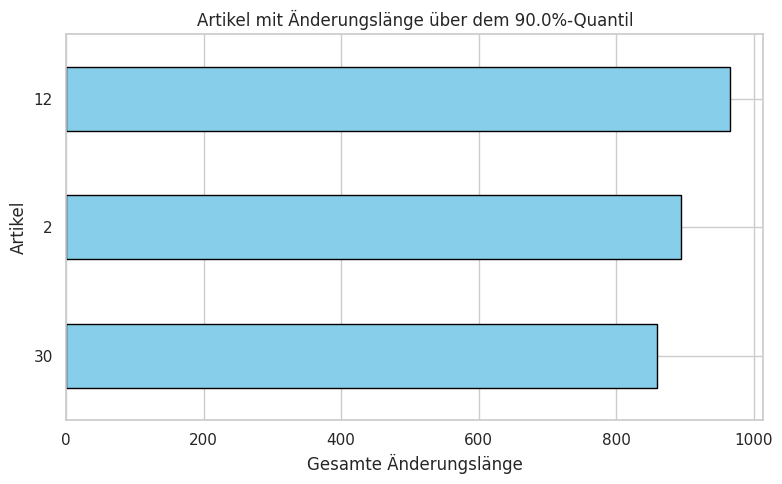 Artikel mit Änderungslänge über dem 90.0%-Quantil
Artikel
12
2
30
0 200 400 600 800 1000
Gesamte Änderungslänge